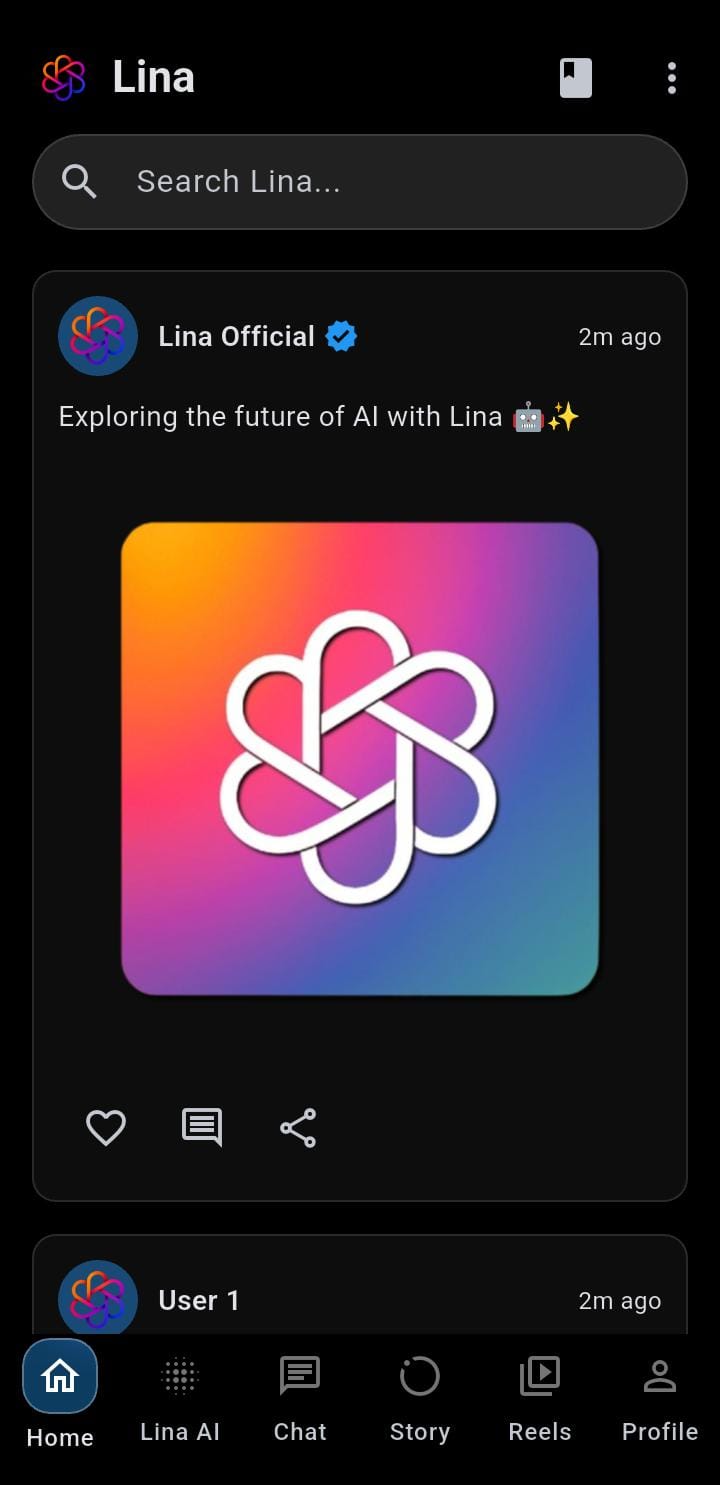 Lina
Search Lina...
Lina Official
2m ago
Exploring the future of AI with Lina 🤖✨
User 1
2m ago
Home
Lina AI
Chat
Story
Reels
Profile